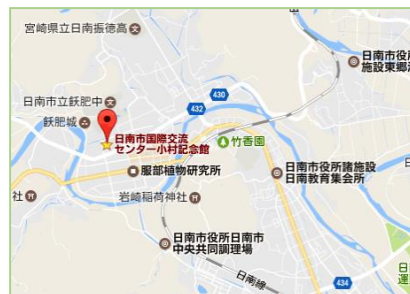 宮崎県立日南振徳高
日南市役所
施設東郷
430
日南市立飫肥中
432
飫肥城
日南市国際交流
センター小村記念館
竹香園
服部植物研究所
日南市役所諸施設
日南教育集会所
社
岩崎稲荷神社
日南市役所日南市
中央共同調理場
日南線
434
日
運